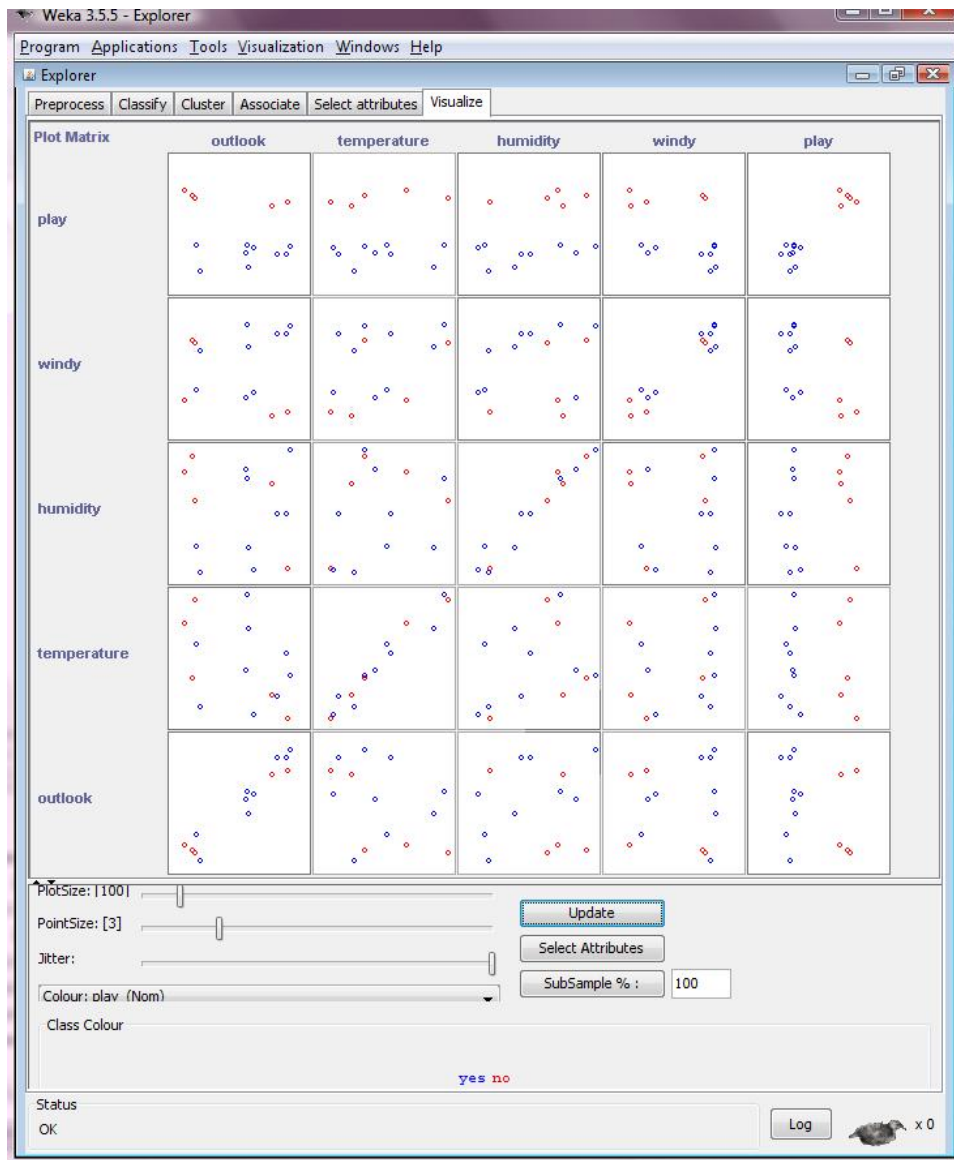 Weka 3.5.5 - Explorer
Program Applications Tools Visualization Windows Help
Explorer
Preprocess Classify Cluster Associate Select attributes Visualize
Plot Matrix outlook temperature humidity windy play
play
windy
humidity
temperature
outlook
PlotSize: [100]
PointSize: [3]
Jitter:
Update
Select Attributes
SubSample % : 100
Colour: play (Nom)
Class Colour
yes no
Status
OK
Log x 0